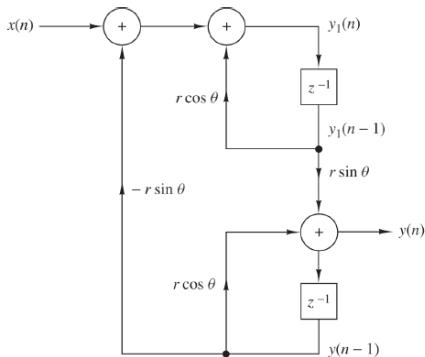 x(n)
+
+
y₁(n)
r cos θ
z⁻¹
y₁(n − 1)
r sin θ
− r sin θ
+
y(n)
r cos θ
z⁻¹
y(n − 1)